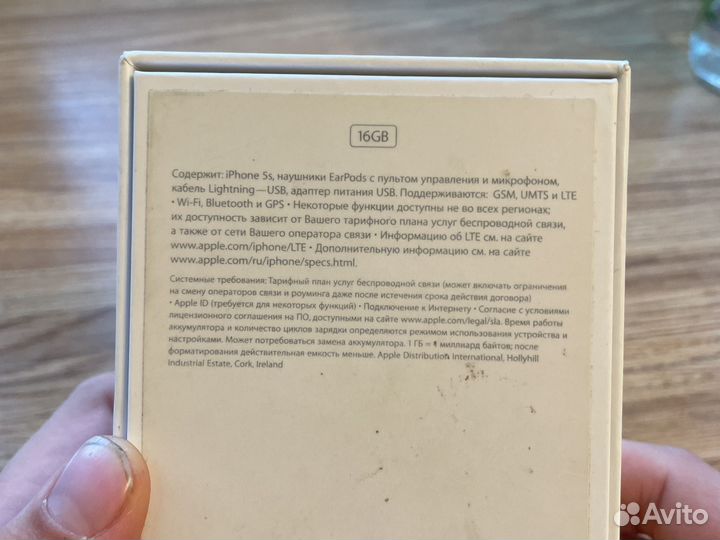 16GB
Содержит: iPhone 5s, наушники EarPods с пультом управления и микрофоном,
кабель Lightning—USB, адаптер питания USB. Поддерживаются: GSM, UMTS и LTE
• Wi-Fi, Bluetooth и GPS • Некоторые функции доступны не во всех регионах;
их доступность зависит от Вашего тарифного плана услуг беспроводной связи,
а также от сети Вашего оператора связи • Информацию об LTE см. на сайте
www.apple.com/iphone/LTE • Дополнительную информацию см. на сайте
www.apple.com/ru/iphone/specs.html.
Системные требования: Тарифный план услуг беспроводной связи (может включать ограничения
на смену операторов связи и роуминга даже после истечения срока действия договора)
• Apple ID (требуется для некоторых функций) • Подключение к Интернету • Согласие с условиями
лицензионного соглашения на ПО, доступными на сайте www.apple.com/legal/sla. Время работы
аккумулятора и количество циклов зарядки определяются режимом использования устройства и
настройками. Может потребоваться замена аккумулятора. 1 ГБ = 1 миллиард байтов; после
форматирования действительная емкость меньше. Apple Distribution International, Hollyhill
Industrial Estate, Cork, Ireland
Avito